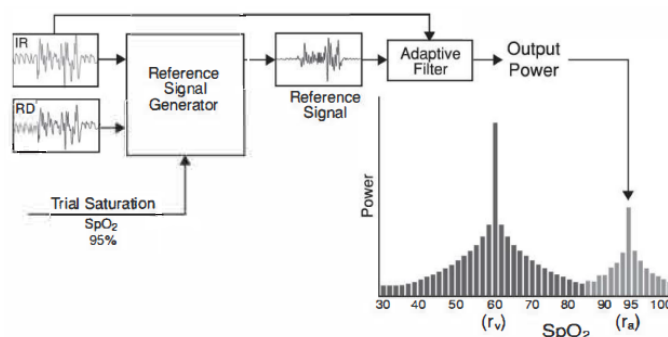 IR
RD
Reference
Signal
Generator
Reference
Signal
Adaptive
Filter
Output
Power
Trial Saturation
SpO₂
95%
Power
30 40 50 60 70 80 90 95 100
(rᵥ) (rₐ)
SpO₂